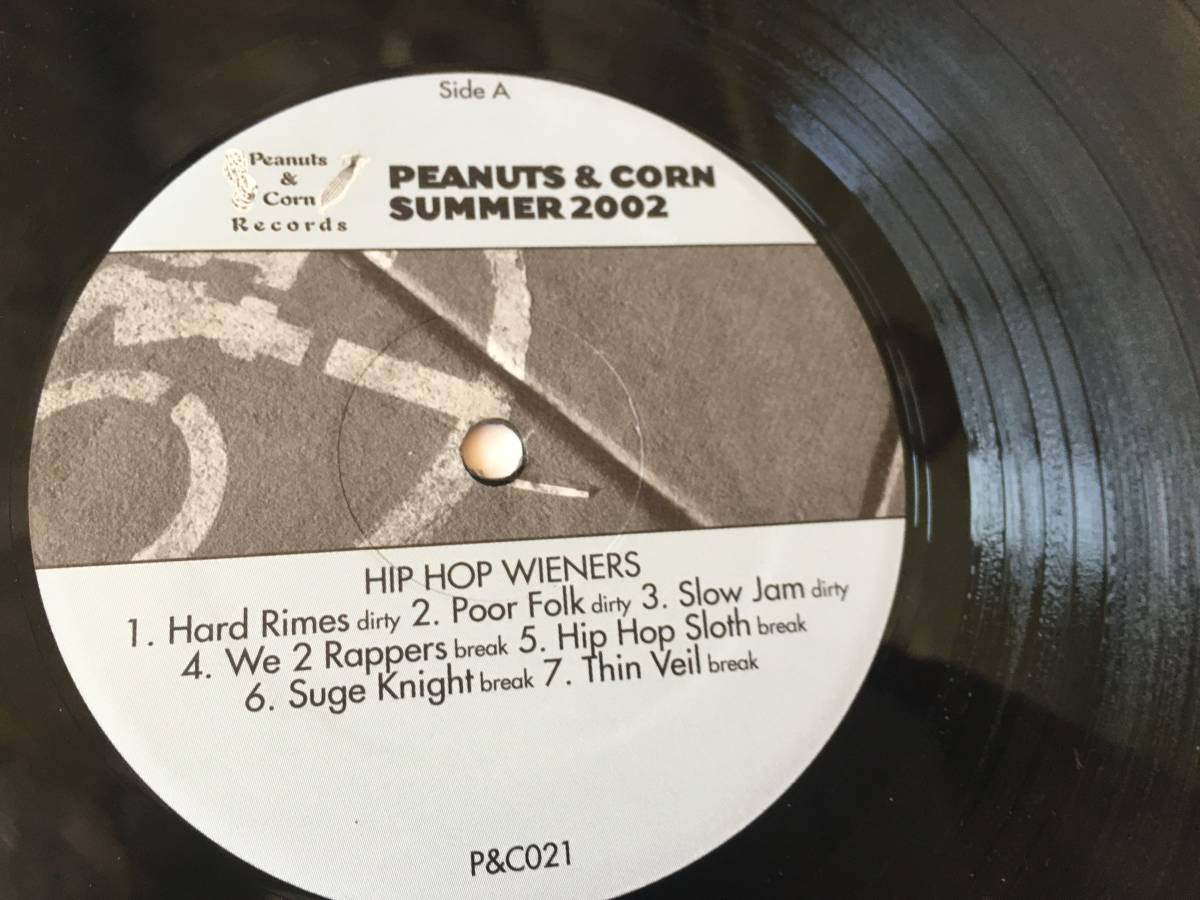 Side A
Peanuts
&
Corn
Records
PEANUTS & CORN
SUMMER 2002
HIP HOP WIENERS
1. Hard Rimes dirty 2. Poor Folk dirty 3. Slow Jam dirty
4. We 2 Rappers break 5. Hip Hop Sloth break
6. Suge Knight break 7. Thin Veil break
P&C021